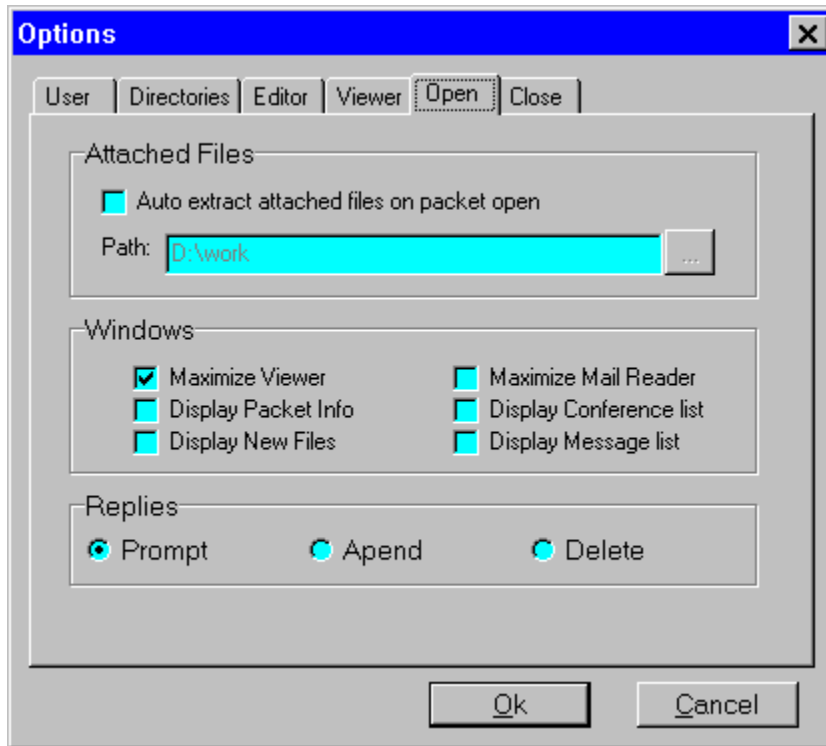 Options
User Directories Editor Viewer Open Close
Attached Files
Auto extract attached files on packet open
Path: D:\work ...
Windows
Maximize Viewer Maximize Mail Reader
Display Packet Info Display Conference list
Display New Files Display Message list
Replies
Prompt Apend Delete
Ok Cancel